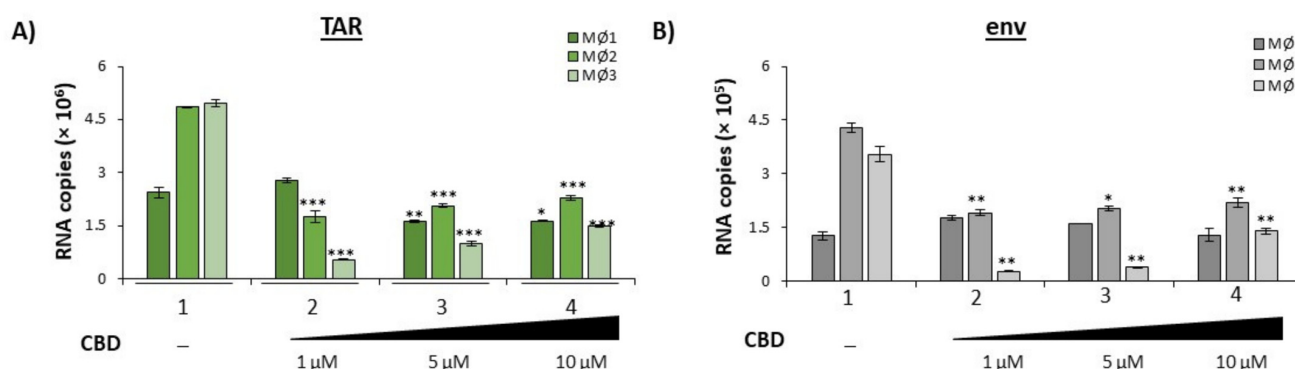 A)
TAR
MØ1
MØ2
MØ3
RNA copies (× 10⁶)
6
4.5
3
1.5
0
***
***
**
***
***
*
***
***
1
2
3
4
CBD
–
1 µM
5 µM
10 µM
B)
env
MØ
MØ
MØ
RNA copies (× 10⁵)
6
4.5
3
1.5
0
**
**
*
**
**
**
1
2
3
4
CBD
–
1 µM
5 µM
10 µM